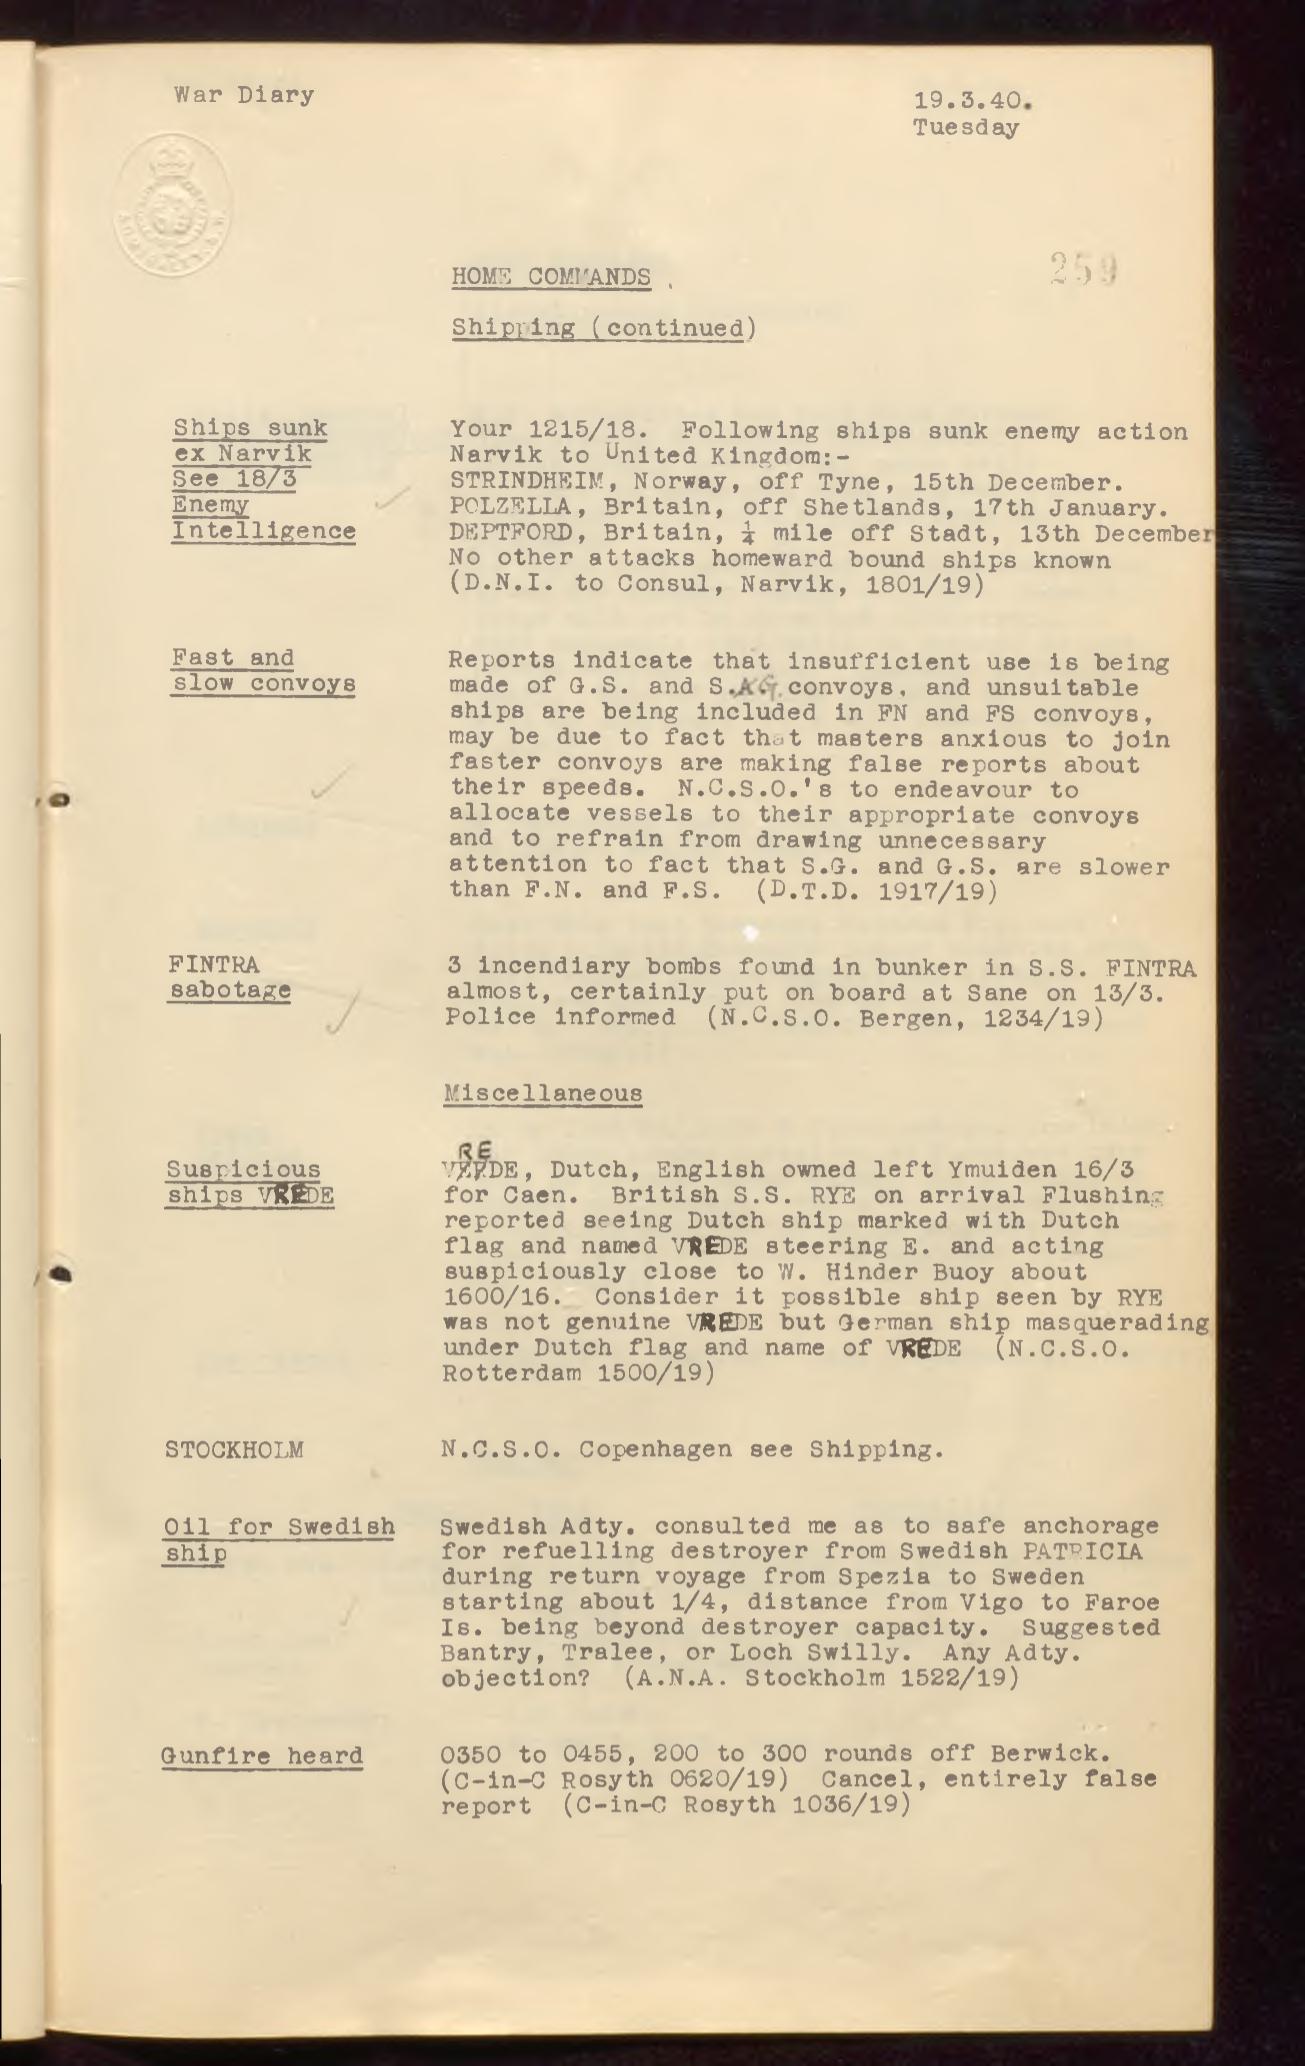 War Diary
19.3.40.
Tuesday
259
HOME COMMANDS.
Shipping (continued)
Ships sunk
ex Narvik
See 18/3
Enemy
Intelligence
Your 1215/18. Following ships sunk enemy action
Narvik to United Kingdom:-
STRINDHEIM, Norway, off Tyne, 15th December.
POLZELLA, Britain, off Shetlands, 17th January.
DEPTFORD, Britain, ¼ mile off Stadt, 13th December
No other attacks homeward bound ships known
(D.N.I. to Consul, Narvik, 1801/19)
Fast and
slow convoys
Reports indicate that insufficient use is being
made of G.S. and S.G. convoys, and unsuitable
ships are being included in FN and FS convoys,
may be due to fact that masters anxious to join
faster convoys are making false reports about
their speeds. N.C.S.O.'s to endeavour to
allocate vessels to their appropriate convoys
and to refrain from drawing unnecessary
attention to fact that S.G. and G.S. are slower
than F.N. and F.S. (D.T.D. 1917/19)
FINTRA
sabotage
3 incendiary bombs found in bunker in S.S. FINTRA
almost, certainly put on board at Sane on 13/3.
Police informed (N.C.S.O. Bergen, 1234/19)
Miscellaneous
Suspicious
ships VREDE
VREDE, Dutch, English owned left Ymuiden 16/3
for Caen. British S.S. RYE on arrival Flushing
reported seeing Dutch ship marked with Dutch
flag and named VREDE steering E. and acting
suspiciously close to W. Hinder Buoy about
1600/16. Consider it possible ship seen by RYE
was not genuine VREDE but German ship masquerading
under Dutch flag and name of VREDE (N.C.S.O.
Rotterdam 1500/19)
STOCKHOLM
N.C.S.O. Copenhagen see Shipping.
Oil for Swedish
ship
Swedish Adty. consulted me as to safe anchorage
for refuelling destroyer from Swedish PATRICIA
during return voyage from Spezia to Sweden
starting about 1/4, distance from Vigo to Faroe
Is. being beyond destroyer capacity. Suggested
Bantry, Tralee, or Loch Swilly. Any Adty.
objection? (A.N.A. Stockholm 1522/19)
Gunfire heard
0350 to 0455, 200 to 300 rounds off Berwick.
(C-in-C Rosyth 0620/19) Cancel, entirely false
report (C-in-C Rosyth 1036/19)